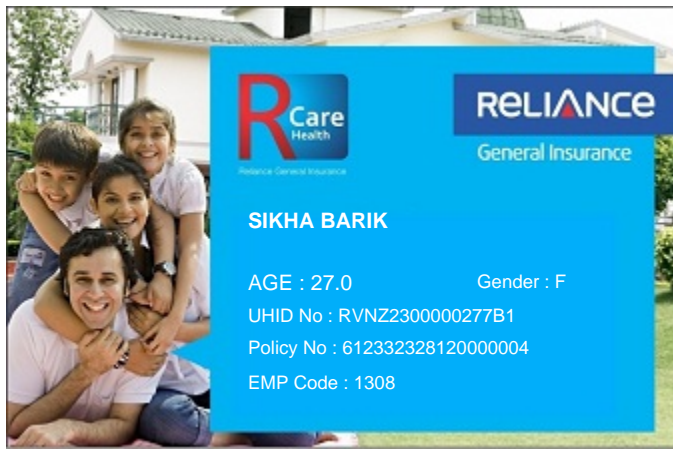 RCare
Health
Reliance General Insurance
RELIANCE
General Insurance
SIKHA BARIK
AGE : 27.0 Gender : F
UHID No : RVNZ2300000277B1
Policy No : 612332328120000004
EMP Code : 1308